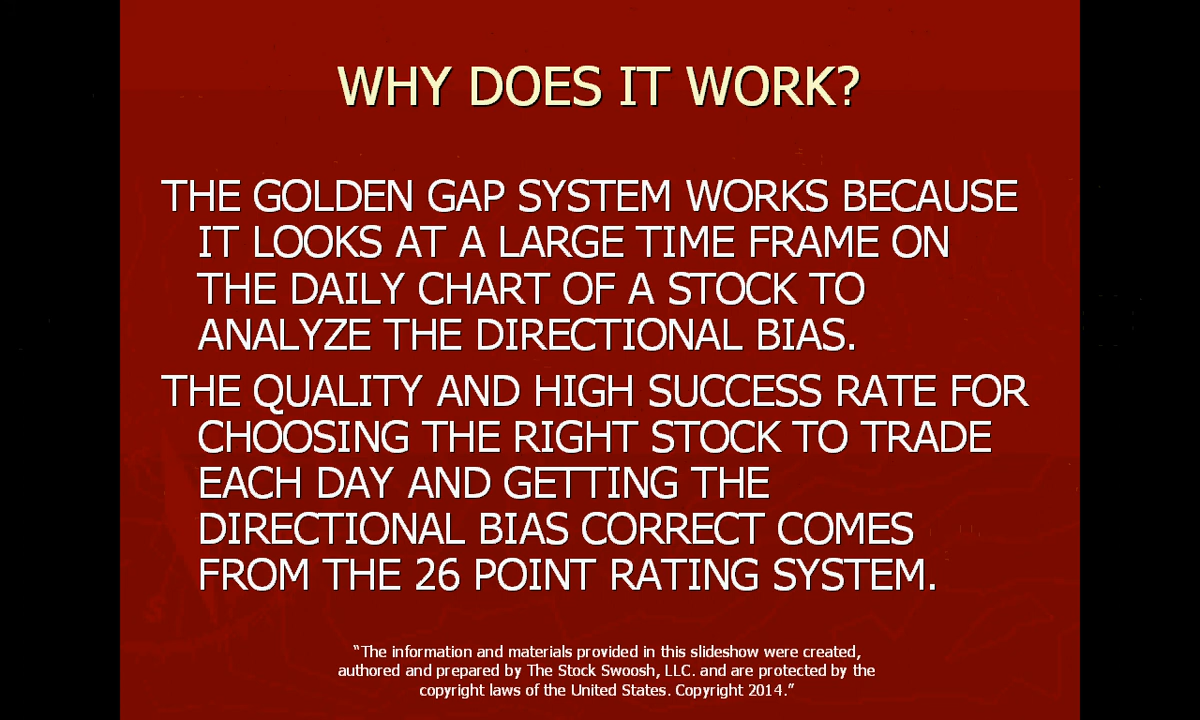 WHY DOES IT WORK?
THE GOLDEN GAP SYSTEM WORKS BECAUSE
IT LOOKS AT A LARGE TIME FRAME ON
THE DAILY CHART OF A STOCK TO
ANALYZE THE DIRECTIONAL BIAS.
THE QUALITY AND HIGH SUCCESS RATE FOR
CHOOSING THE RIGHT STOCK TO TRADE
EACH DAY AND GETTING THE
DIRECTIONAL BIAS CORRECT COMES
FROM THE 26 POINT RATING SYSTEM.
“The information and materials provided in this slideshow were created,
authored and prepared by The Stock Swoosh, LLC. and are protected by the
copyright laws of the United States. Copyright 2014.”